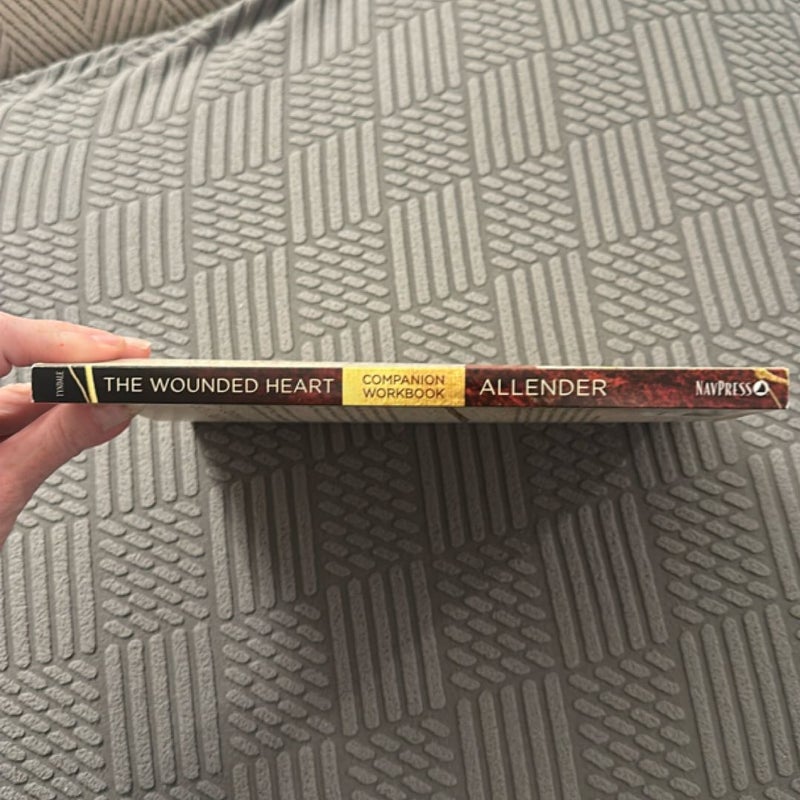 TYNDALE
THE WOUNDED HEART
COMPANION
WORKBOOK
ALLENDER
NAVPRESS